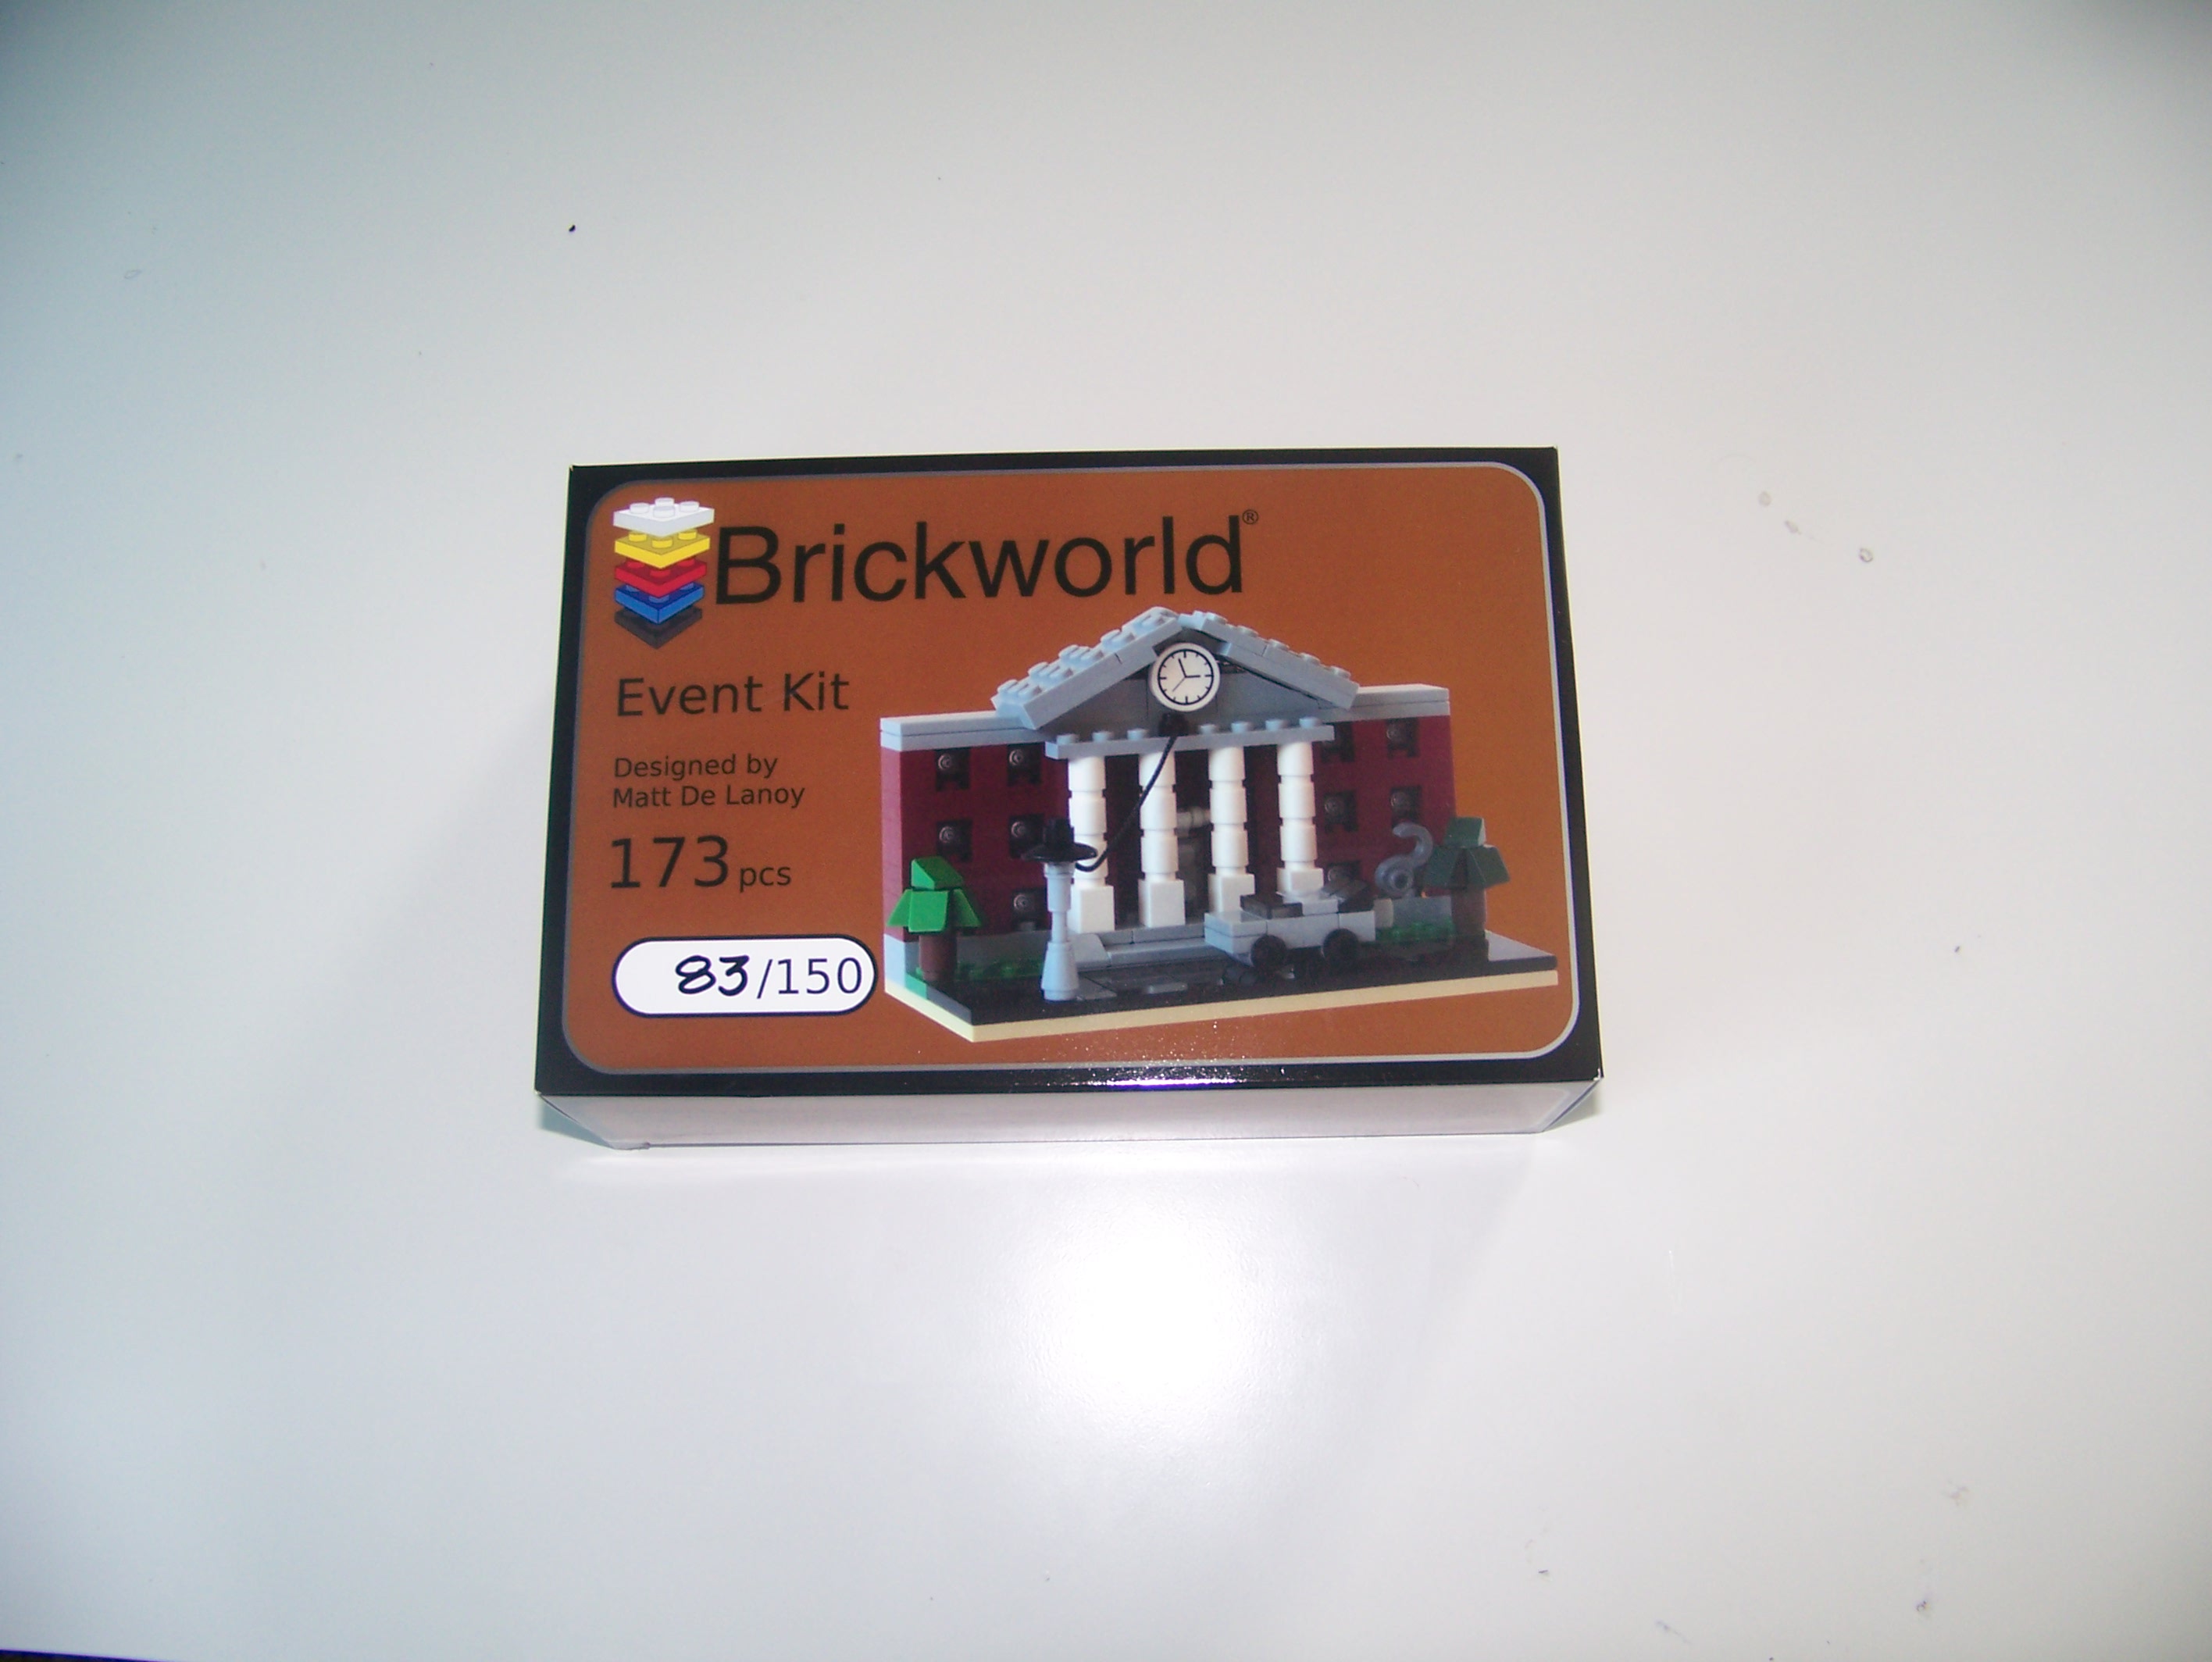 Brickworld®
Event Kit
Designed by
Matt De Lanoy
173 pcs
83/150